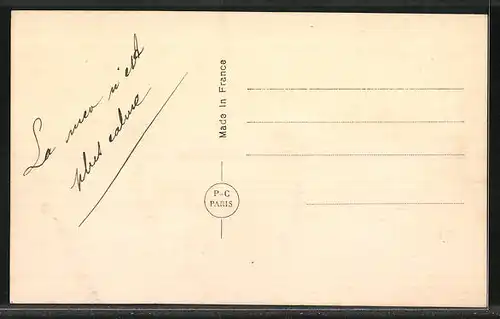 La mer n'est
plus calme
Made in France
P-C
PARIS